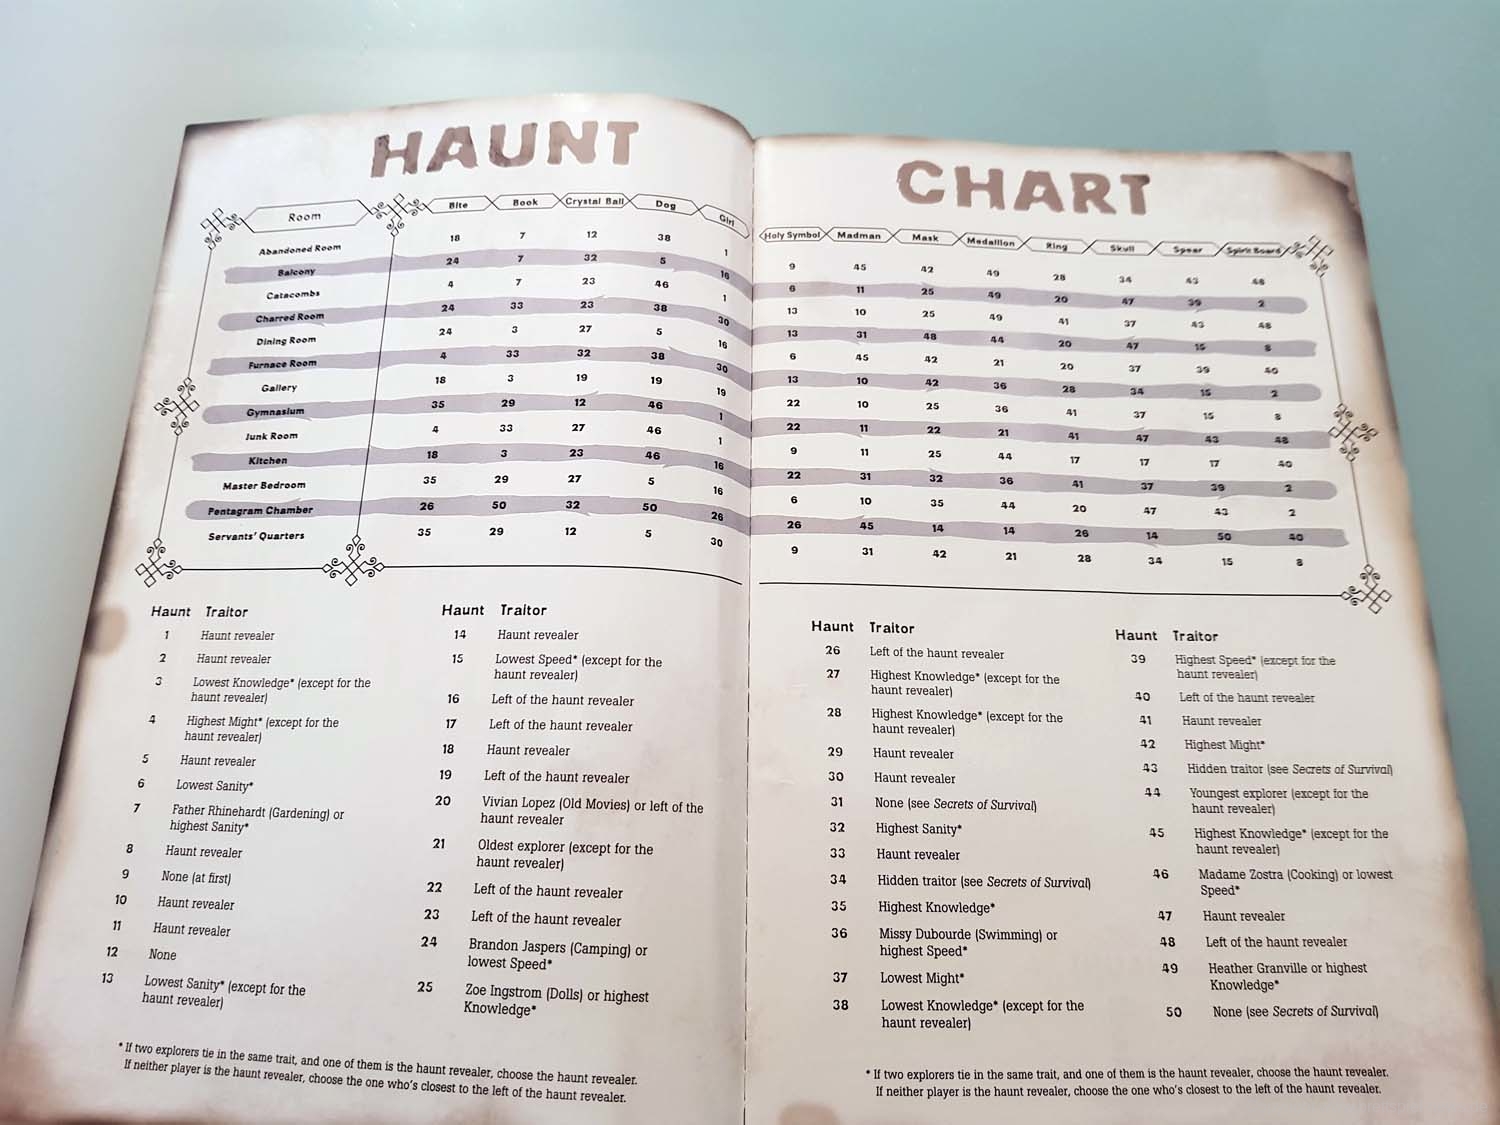 HAUNT
Room Bite Book Crystal Ball Dog Girl
Abandoned Room 18 7 12 38 1
Balcony 24 7 32 5 16
Catacombs 4 7 23 46 1
Charred Room 24 33 23 38 30
Dining Room 24 3 27 5 16
Furnace Room 4 33 32 38 30
Gallery 18 3 19 19 19
Gymnasium 35 29 12 46 1
Junk Room 4 33 27 46 1
Kitchen 18 3 23 46 16
Master Bedroom 35 29 27 5 16
Pentagram Chamber 26 50 32 50 26
Servants' Quarters 35 29 12 5 30
Haunt Traitor
1 Haunt revealer
2 Haunt revealer
3 Lowest Knowledge* (except for the
haunt revealer)
4 Highest Might* (except for the
haunt revealer)
5 Haunt revealer
6 Lowest Sanity*
7 Father Rhinehardt (Gardening) or
highest Sanity*
8 Haunt revealer
9 None (at first)
10 Haunt revealer
11 Haunt revealer
12 None
13 Lowest Sanity* (except for the
haunt revealer)
Haunt Traitor
14 Haunt revealer
15 Lowest Speed* (except for the
haunt revealer)
16 Left of the haunt revealer
17 Left of the haunt revealer
18 Haunt revealer
19 Left of the haunt revealer
20 Vivian Lopez (Old Movies) or left of the
haunt revealer
21 Oldest explorer (except for the
haunt revealer)
22 Left of the haunt revealer
23 Left of the haunt revealer
24 Brandon Jaspers (Camping) or
lowest Speed*
25 Zoe Ingstrom (Dolls) or highest
Knowledge*
* If two explorers tie in the same trait, and one of them is the haunt revealer, choose the haunt revealer.
If neither player is the haunt revealer, choose the one who's closest to the left of the haunt revealer.
CHART
Holy Symbol Madman Mask Medallion Ring Skull Spear Spirit Board
9 45 42 49 28 34 43 48
6 11 25 49 20 47 39 2
13 10 25 49 41 37 43 48
13 31 48 44 20 47 15 8
6 45 42 21 20 37 39 40
13 10 42 36 28 34 15 2
22 10 25 36 41 37 15 8
22 11 22 21 41 47 43 48
9 11 25 44 17 17 17 40
22 31 32 36 41 37 39 2
6 10 35 44 20 47 43 2
26 45 14 14 26 14 50 40
9 31 42 21 28 34 15 8
Haunt Traitor
26 Left of the haunt revealer
27 Highest Knowledge* (except for the
haunt revealer)
28 Highest Knowledge* (except for the
haunt revealer)
29 Haunt revealer
30 Haunt revealer
31 None (see Secrets of Survival)
32 Highest Sanity*
33 Haunt revealer
34 Hidden traitor (see Secrets of Survival)
35 Highest Knowledge*
36 Missy Dubourde (Swimming) or
highest Speed*
37 Lowest Might*
38 Lowest Knowledge* (except for the
haunt revealer)
Haunt Traitor
39 Highest Speed* (except for the
haunt revealer)
40 Left of the haunt revealer
41 Haunt revealer
42 Highest Might*
43 Hidden traitor (see Secrets of Survival)
44 Youngest explorer (except for the
haunt revealer)
45 Highest Knowledge* (except for the
haunt revealer)
46 Madame Zostra (Cooking) or lowest
Speed*
47 Haunt revealer
48 Left of the haunt revealer
49 Heather Granville or highest
Knowledge*
50 None (see Secrets of Survival)
* If two explorers tie in the same trait, and one of them is the haunt revealer, choose the haunt revealer.
If neither player is the haunt revealer, choose the one who's closest to the left of the haunt revealer.